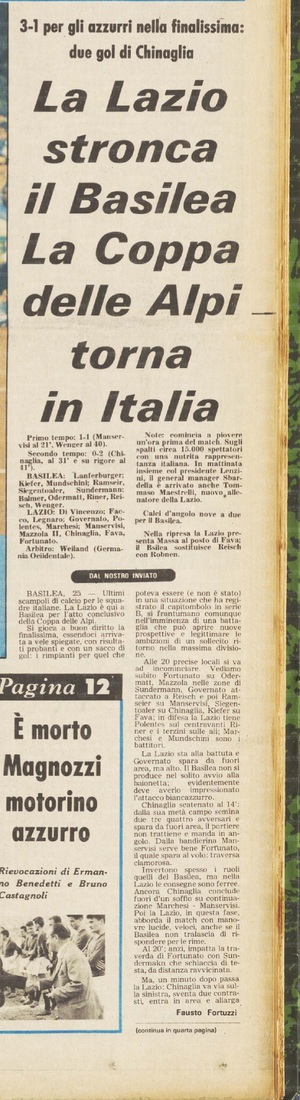 3-1 per gli azzurri nella finalissima:
due gol di Chinaglia
La Lazio
stronca
il Basilea
La Coppa
delle Alpi
torna
in Italia
Primo tempo: 1-1 (Manser-
visi al 21', Wenger al 40).
Secondo tempo: 0-2 (Chi-
naglia, al 31' e su rigore al
41').
BASILEA: Laufenburger;
Kiefer, Mundschini; Ramseir,
Siegentoaler, Sundermann;
Balmer, Odermatt, Riner, Rei-
sch, Wenger.
LAZIO: Di Vincenzo; Fac-
co, Legnaro; Governato, Po-
lentes, Marchesi; Manservisi,
Mazzola II, Chinaglia, Fava,
Fortunato.
Arbitro: Weiland (Germa-
nia Occidentale).
Note: comincia a piovere
un'ora prima del match. Sugli
spalti circa 15.000 spettatori
con una nutrita rappresen-
tanza italiana. In mattinata
insieme col presidente Lenzi-
ni, il general manager Sbar-
della è arrivato anche Tom-
maso Maestrelli, nuovo alle-
natore della Lazio.
Calci d'angolo nove a due
per il Basilea.
Nella ripresa la Lazio pre-
senta Massa al posto di Fava;
il Bsilea sostituisce Reisch
con Rohnen.
DAL NOSTRO INVIATO
BASILEA, 25 — Ultimi
scampoli di calcio per le squa-
dre italiane. La Lazio è qui a
Basilea per l'atto conclusivo
della Coppa delle Alpi.
Si gioca a buon diritto la
finalissima, essendoci arriva-
ta a vele spiegate, con risulta-
ti probanti e con un sacco di
gol: i rimpianti per quel che
poteva essere (e non è stato)
in una situazione che ha regi-
strato il capitombolo in serie
B, si frantumano comunque
nell'imminenza di una batta-
glia che può aprire nuove
prospettive e legittimare le
ambizioni di un sollecito ri-
torno nella massima divisio-
ne.
Alle 20 precise locali si va
ad incominciare. Vediamo
subito Fortunato su Oder-
matt, Mazzola nelle zone di
Sundermann, Governato at-
taccato a Reisch e poi Ram-
seier su Manservisi, Siegen-
toaler su Chinaglia, Kiefer su
Fava; in difesa la Lazio tiene
Polentes sul centravanti Ri-
ner e i terzini sulle ali; Mar-
chesi e Mundschini sono i
battitori.
La Lazio sta alla battuta e
Governato spara da fuori
area, ma alto. Il Basilea non si
produce nel solito avvio alla
baionetta; evidentemente
deve averlo impressionato
l'attacco biancazzurro.
Chinaglia scatenato al 14':
dalla sua metà campo semina
due tre quattro avversari e
spara da fuori area, il portiere
non trattiene e manda in an-
golo. Dalla bandierina Man-
servisi serve bene Fortunato,
il quale spara al volo: traversa
clamorosa.
Invertono spesso i ruoli
quelli del Basilea, ma nella
Lazio le consegne sono ferree.
Ancora Chinaglia conclude
fuori d'un soffio su continua-
zione Marchesi - Manservisi.
Poi la Lazio, in questa fase,
abborda il match con mano-
vre lucide, veloci, anche se il
Basilea non tralascia di ri-
spondere per le rime.
Al 20'; anzi, impatta la tra-
verda di Fortunato con Sun-
dermakn che schiaccia di te-
sta, da distanza ravvicinata.
Ma, un minuto dopo passa
la Lazio: Chinaglia va via sul-
la sinistra, sventa due contra-
sti, entra in area e allarga
Fausto Fortuzzi
(continua in quarta pagina)
Pagina 12
È morto
Magnozzi
motorino
azzurro
Rievocazioni di Erman-
no Benedetti e Bruno
Castagnoli